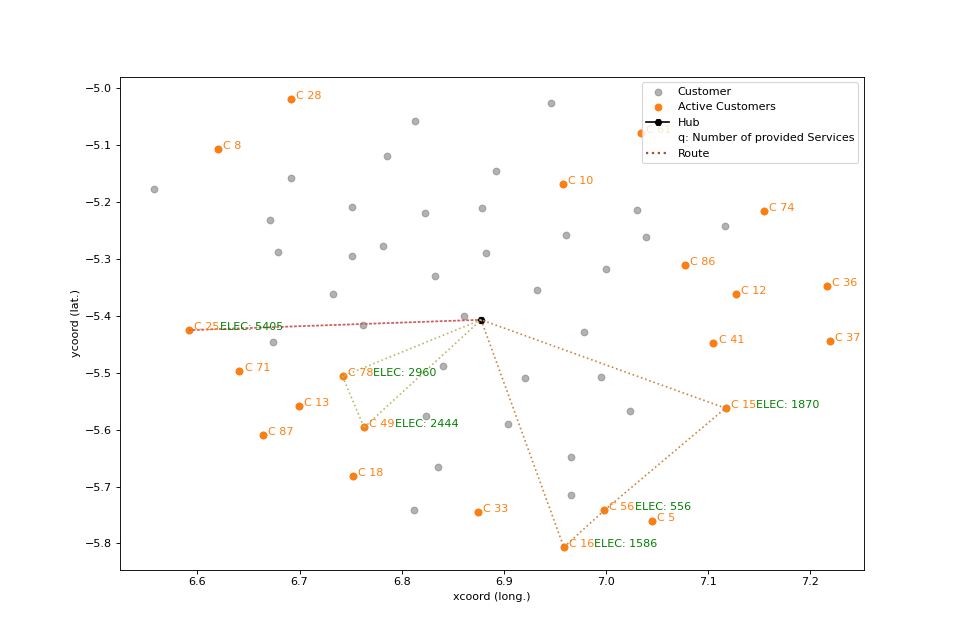 −5.0
−5.1
−5.2
−5.3
−5.4
−5.5
−5.6
−5.7
−5.8
ycoord (lat.)
6.6
6.7
6.8
6.9
7.0
7.1
7.2
xcoord (long.)
Customer
Active Customers
Hub
q: Number of provided Services
Route
C 28
C 8
C 10
C 74
C 86
C 36
C 12
C 25 ELEC: 5405
C 41
C 37
C 71
C 78 ELEC: 2960
C 13
C 15 ELEC: 1870
C 49 ELEC: 2444
C 87
C 18
C 33
C 56 ELEC: 556
C 5
C 16 ELEC: 1586